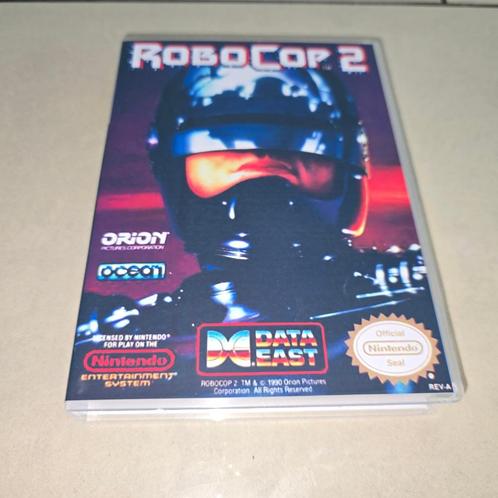 ROBOCOP 2
TM
ORION
PICTURES CORPORATION
ocean
LICENSED BY NINTENDO®
FOR PLAY ON THE
Nintendo
ENTERTAINMENT
SYSTEM
DATA
EAST
ROBOCOP 2 TM & © 1990 Orion Pictures
Corporation. All Rights Reserved.
Official
Nintendo
Seal
REV-A